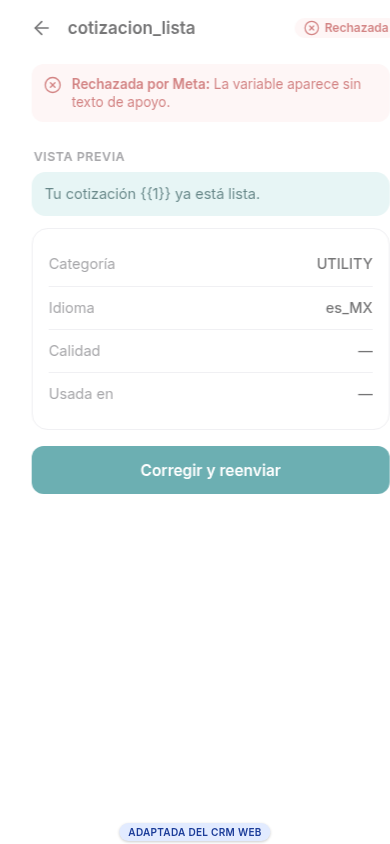 cotizacion_lista
Rechazada
Rechazada por Meta: La variable aparece sin
texto de apoyo.
VISTA PREVIA
Tu cotización {{1}} ya está lista.
Categoría UTILITY
Idioma es_MX
Calidad —
Usada en —
Corregir y reenviar
ADAPTADA DEL CRM WEB